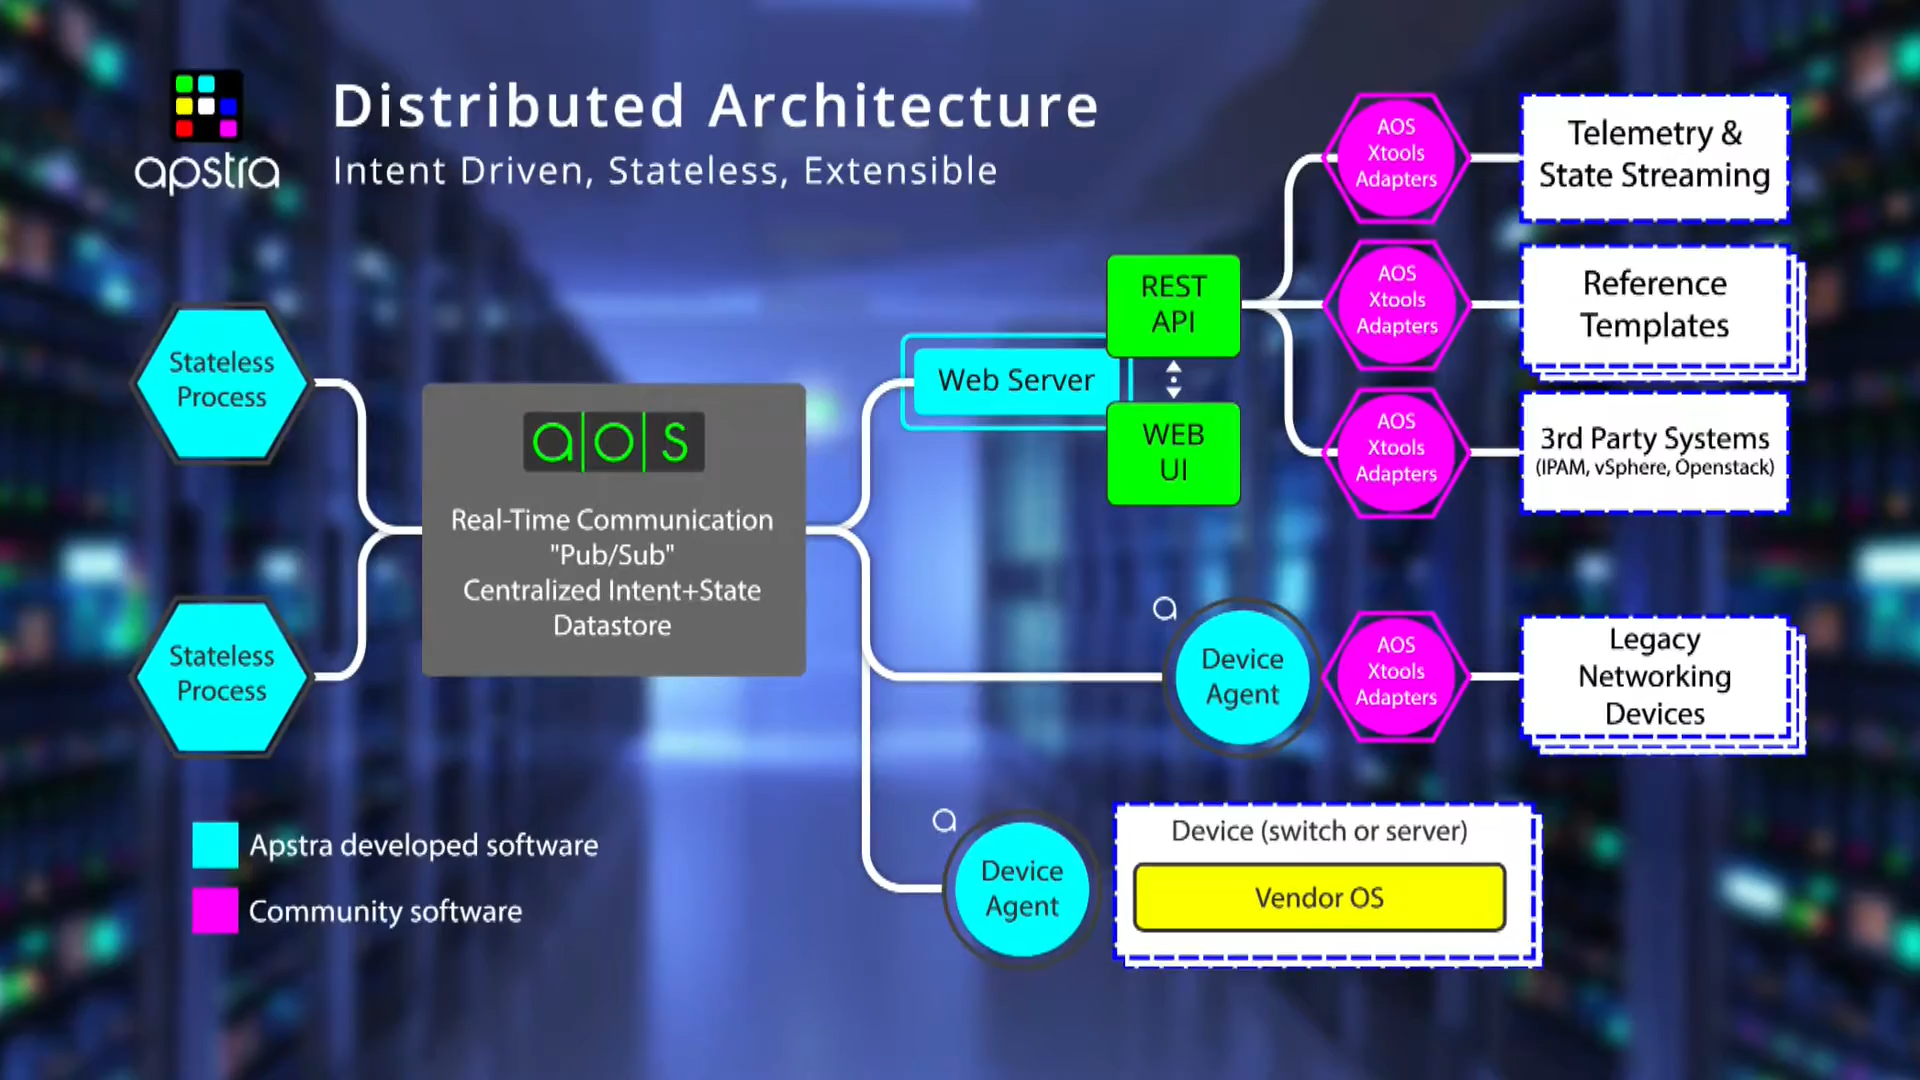 apstra
Distributed Architecture
Intent Driven, Stateless, Extensible
Stateless
Process
Stateless
Process
aos
Real-Time Communication
"Pub/Sub"
Centralized Intent+State
Datastore
Web Server
REST
API
WEB
UI
AOS
Xtools
Adapters
Telemetry &
State Streaming
AOS
Xtools
Adapters
Reference
Templates
AOS
Xtools
Adapters
3rd Party Systems
(IPAM, vSphere, Openstack)
a
Device
Agent
AOS
Xtools
Adapters
Legacy
Networking
Devices
a
Device
Agent
Device (switch or server)
Vendor OS
Apstra developed software
Community software